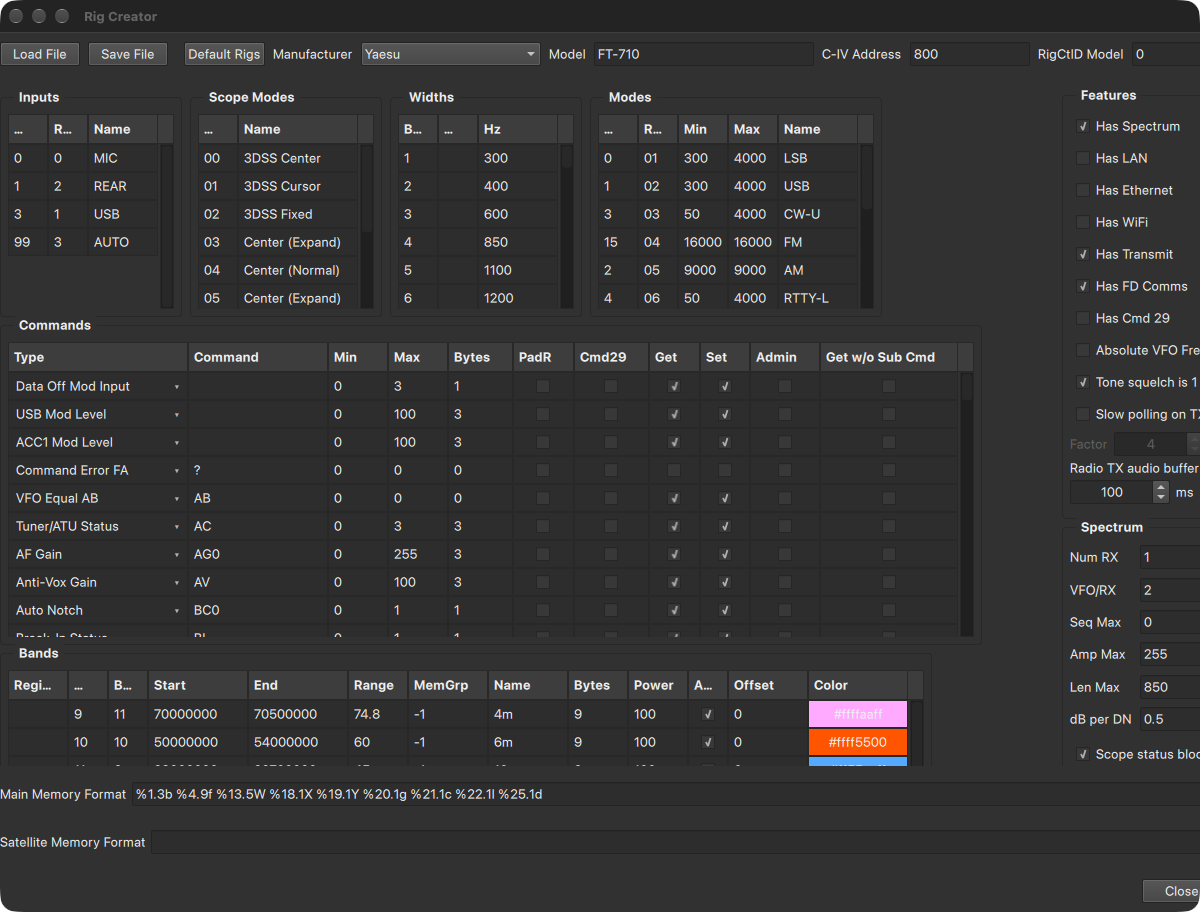 Rig Creator
Load File Save File Default Rigs Manufacturer Yaesu Model FT-710 C-IV Address 800 RigCtlD Model 0
Inputs
... R... Name
0 0 MIC
1 2 REAR
3 1 USB
99 3 AUTO
Scope Modes
... Name
00 3DSS Center
01 3DSS Cursor
02 3DSS Fixed
03 Center (Expand)
04 Center (Normal)
05 Center (Expand)
Widths
B... ... Hz
1 300
2 400
3 600
4 850
5 1100
6 1200
Modes
... R... Min Max Name
0 01 300 4000 LSB
1 02 300 4000 USB
3 03 50 4000 CW-U
15 04 16000 16000 FM
2 05 9000 9000 AM
4 06 50 4000 RTTY-L
Commands
Type Command Min Max Bytes PadR Cmd29 Get Set Admin Get w/o Sub Cmd
Data Off Mod Input 0 3 1
USB Mod Level 0 100 3
ACC1 Mod Level 0 100 3
Command Error FA ? 0 0 0
VFO Equal AB AB 0 0 0
Tuner/ATU Status AC 0 3 3
AF Gain AG0 0 255 3
Anti-Vox Gain AV 0 100 3
Auto Notch BC0 0 1 1
Break-In Status BI 0 1 1
Bands
Regi... ... B... Start End Range MemGrp Name Bytes Power A... Offset Color
9 11 70000000 70500000 74.8 -1 4m 9 100 0 #ffffaaff
10 10 50000000 54000000 60 -1 6m 9 100 0 #ffff5500
Features
Has Spectrum
Has LAN
Has Ethernet
Has WiFi
Has Transmit
Has FD Comms
Has Cmd 29
Absolute VFO Fre
Tone squelch is 1
Slow polling on TX
Factor 4
Radio TX audio buffer
100 ms
Spectrum
Num RX 1
VFO/RX 2
Seq Max 0
Amp Max 255
Len Max 850
dB per DN 0.5
Scope status bloc
Main Memory Format %1.3b %4.9f %13.5W %18.1X %19.1Y %20.1g %21.1c %22.1l %25.1d
Satellite Memory Format
Close